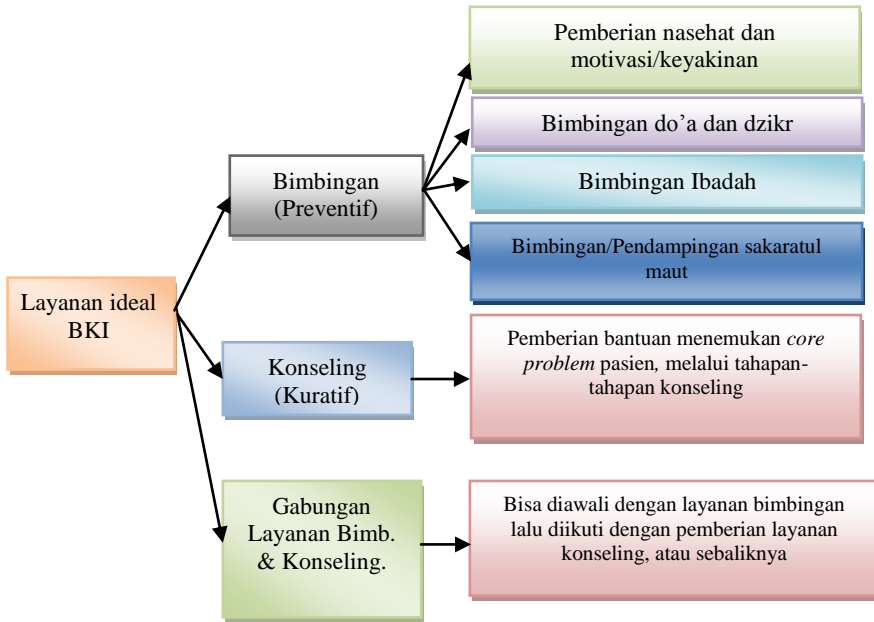 Pemberian nasehat dan
motivasi/keyakinan
Bimbingan do’a dan dzikr
Bimbingan
(Preventif)
Bimbingan Ibadah
Bimbingan/Pendampingan sakaratul
maut
Layanan ideal
BKI
Konseling
(Kuratif)
Pemberian bantuan menemukan core
problem pasien, melalui tahapan-
tahapan konseling
Gabungan
Layanan Bimb.
& Konseling.
Bisa diawali dengan layanan bimbingan
lalu diikuti dengan pemberian layanan
konseling, atau sebaliknya